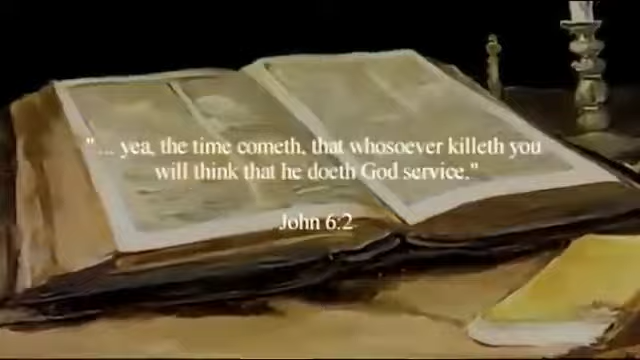 "... yea, the time cometh, that whosoever killeth you
will think that he doeth God service."
John 6:2